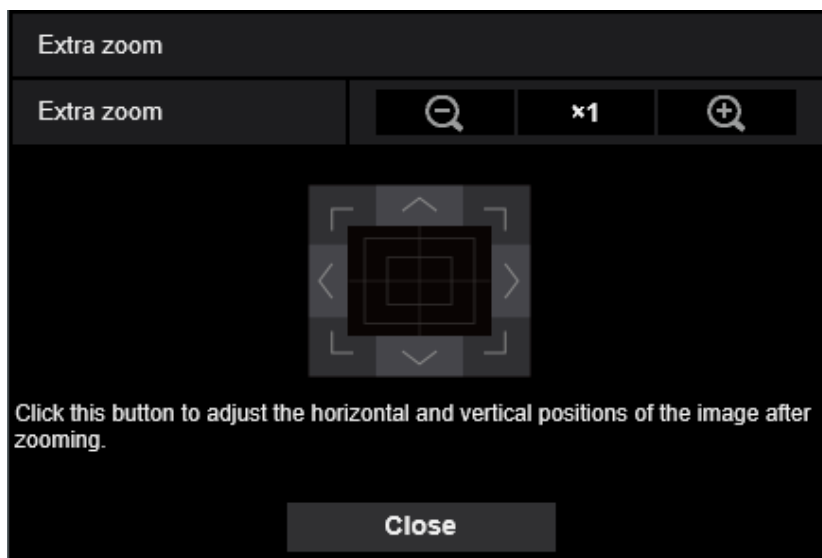 Extra zoom
Extra zoom
×1
Click this button to adjust the horizontal and vertical positions of the image after
zooming.
Close